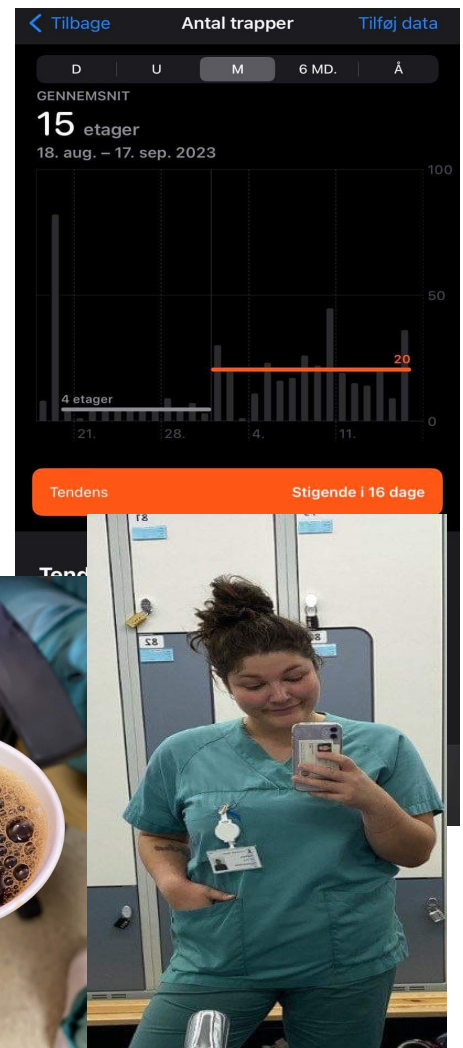 Tilbage Antal trapper Tilføj data
D U M 6 MD. Å
GENNEMSNIT
15 etager
18. aug. – 17. sep. 2023
100
50
20
4 etager
0
21. 28. 4. 11.
Tendens Stigende i 16 dage
81
82